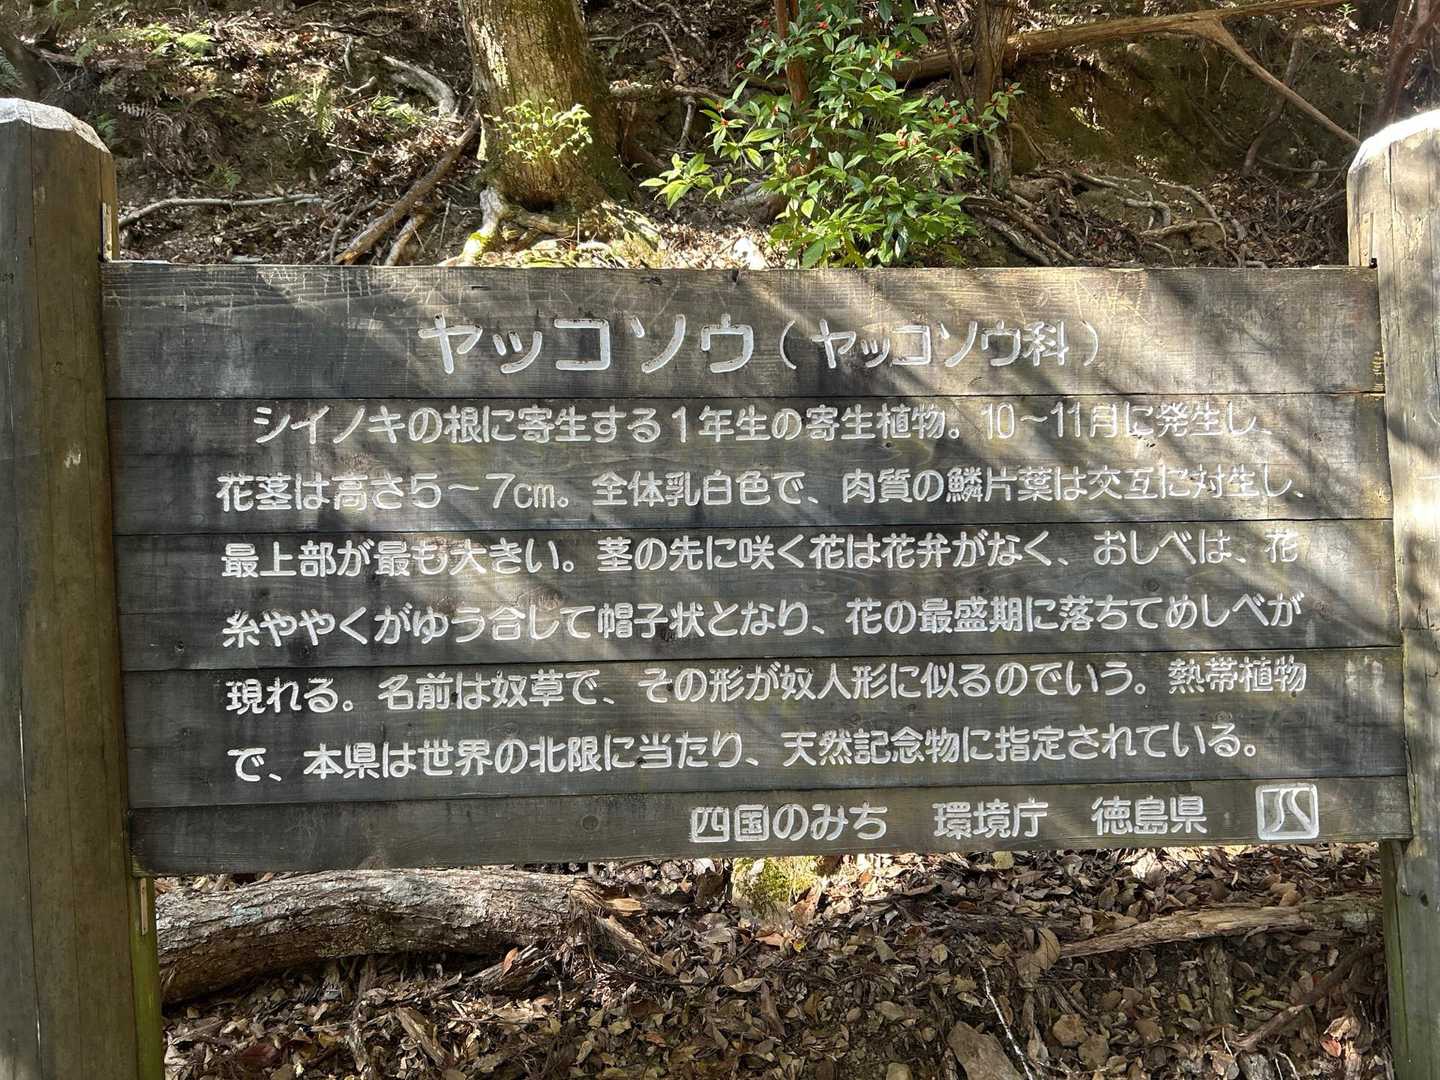 ヤッコソウ(ヤッコソウ科)
シイノキの根に寄生する1年生の寄生植物。10～11月に発生し、
花茎は高さ5～7cm。全体乳白色で、肉質の鱗片葉は交互に対生し、
最上部が最も大きい。茎の先に咲く花は花弁がなく、おしべは、花
糸ややくがゆう合して帽子状となり、花の最盛期に落ちてめしべが
現れる。名前は奴草で、その形が奴人形に似るのでいう。熱帯植物
で、本県は世界の北限に当たり、天然記念物に指定されている。
四国のみち　環境庁　徳島県